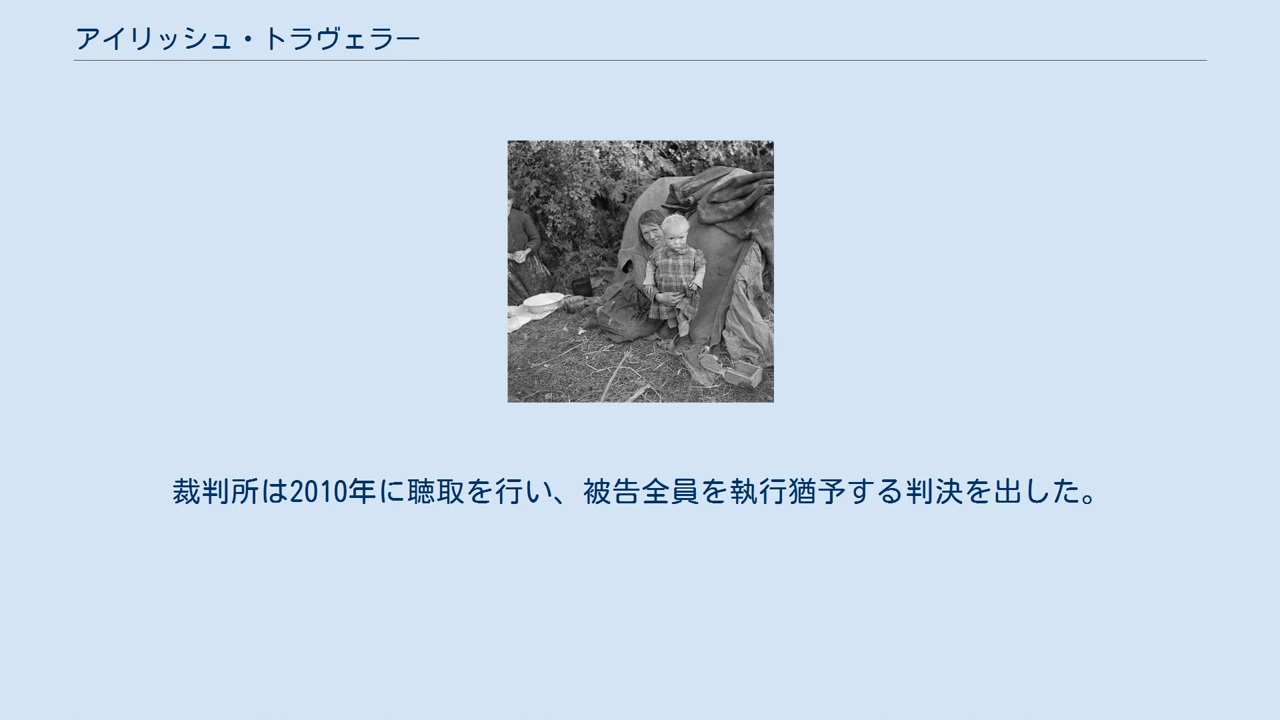 アイリッシュ・トラヴェラー
裁判所は2010年に聴取を行い、被告全員を執行猶予する判決を出した。